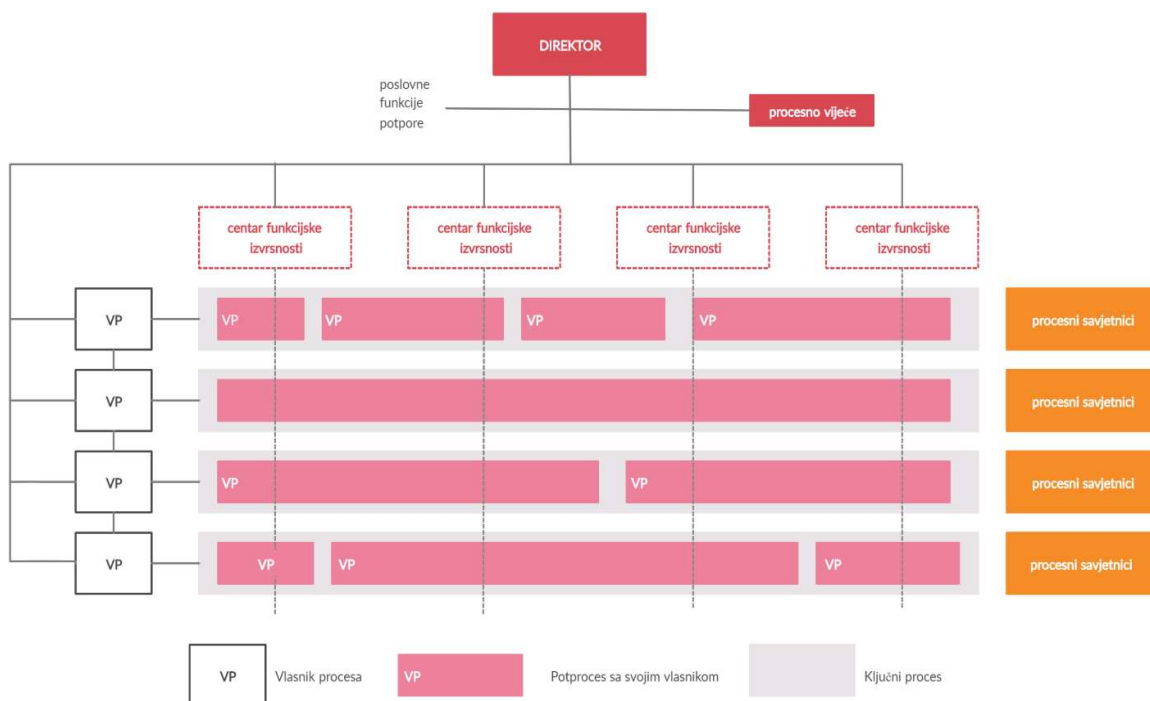 DIREKTOR
poslovne
funkcije
potpore
procesno vijeće
centar funkcijske
izvrsnosti
centar funkcijske
izvrsnosti
centar funkcijske
izvrsnosti
centar funkcijske
izvrsnosti
VP
VP
VP
VP
VP
procesni savjetnici
VP
procesni savjetnici
VP
VP
VP
procesni savjetnici
VP
VP
VP
VP
procesni savjetnici
VP
Vlasnik procesa
VP
Potproces sa svojim vlasnikom
Ključni proces